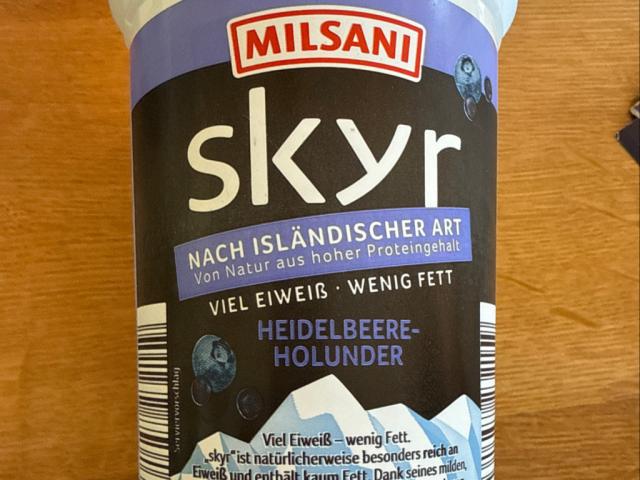 MILSANI
skyr
NACH ISLÄNDISCHER ART
Von Natur aus hoher Proteingehalt
VIEL EIWEIß · WENIG FETT
HEIDELBEERE-
HOLUNDER
Serviervorschlag
Viel Eiweiß – wenig Fett.
„skyr“ ist natürlicherweise besonders reich an
Eiweiß und enthält kaum Fett. Dank seines milden,